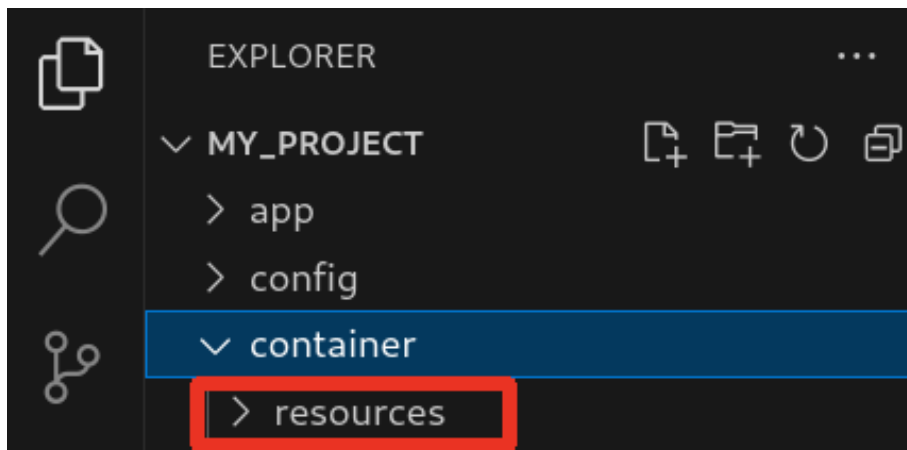 EXPLORER
MY_PROJECT
app
config
container
resources